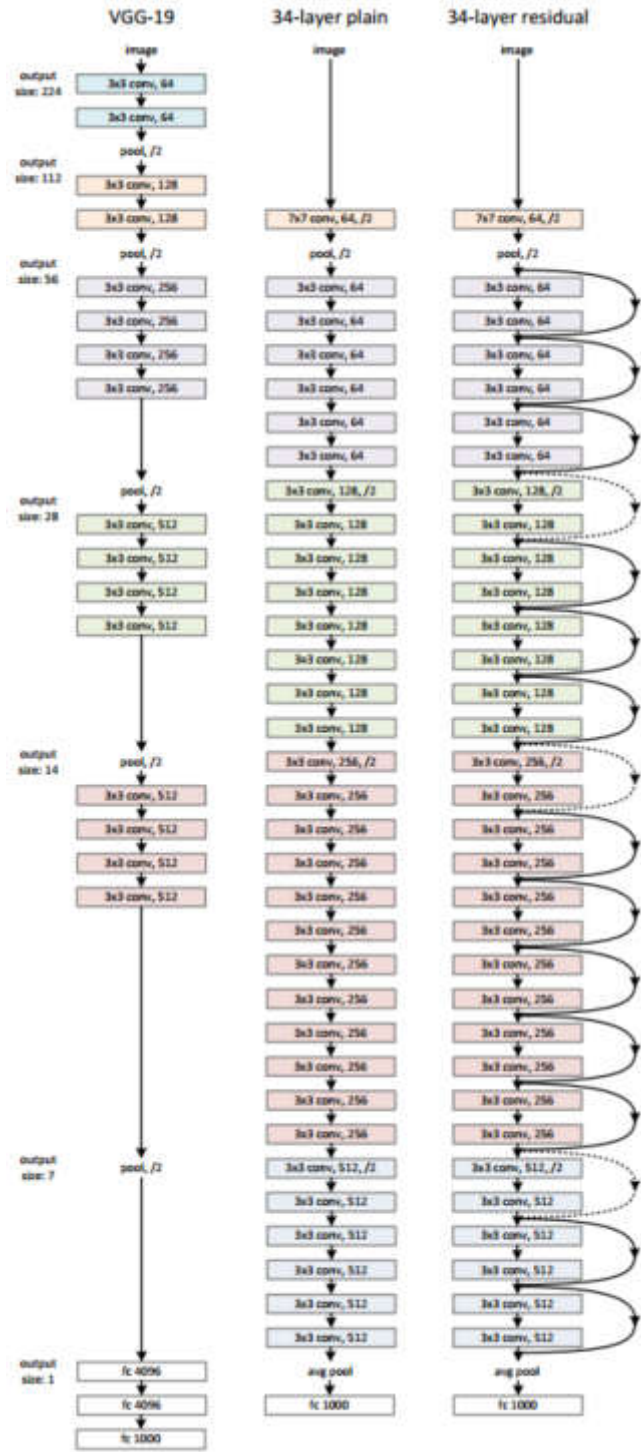 VGG-19 34-layer plain 34-layer residual
image image image
output
size: 224
3x3 conv, 64
3x3 conv, 64
pool, /2
output
size: 112
3x3 conv, 128
3x3 conv, 128 7x7 conv, 64, /2 7x7 conv, 64, /2
pool, /2 pool, /2 pool, /2
output
size: 56
3x3 conv, 256 3x3 conv, 64 3x3 conv, 64
3x3 conv, 256 3x3 conv, 64 3x3 conv, 64
3x3 conv, 256 3x3 conv, 64 3x3 conv, 64
3x3 conv, 256 3x3 conv, 64 3x3 conv, 64
3x3 conv, 64 3x3 conv, 64
3x3 conv, 64 3x3 conv, 64
pool, /2 3x3 conv, 128, /2 3x3 conv, 128, /2
output
size: 28
3x3 conv, 512 3x3 conv, 128 3x3 conv, 128
3x3 conv, 512 3x3 conv, 128 3x3 conv, 128
3x3 conv, 512 3x3 conv, 128 3x3 conv, 128
3x3 conv, 512 3x3 conv, 128 3x3 conv, 128
3x3 conv, 128 3x3 conv, 128
3x3 conv, 128 3x3 conv, 128
3x3 conv, 128 3x3 conv, 128
output
size: 14
pool, /2 3x3 conv, 256, /2 3x3 conv, 256, /2
3x3 conv, 512 3x3 conv, 256 3x3 conv, 256
3x3 conv, 512 3x3 conv, 256 3x3 conv, 256
3x3 conv, 512 3x3 conv, 256 3x3 conv, 256
3x3 conv, 512 3x3 conv, 256 3x3 conv, 256
3x3 conv, 256 3x3 conv, 256
3x3 conv, 256 3x3 conv, 256
3x3 conv, 256 3x3 conv, 256
3x3 conv, 256 3x3 conv, 256
3x3 conv, 256 3x3 conv, 256
3x3 conv, 256 3x3 conv, 256
3x3 conv, 256 3x3 conv, 256
output
size: 7
pool, /2 3x3 conv, 512, /2 3x3 conv, 512, /2
3x3 conv, 512 3x3 conv, 512
3x3 conv, 512 3x3 conv, 512
3x3 conv, 512 3x3 conv, 512
3x3 conv, 512 3x3 conv, 512
3x3 conv, 512 3x3 conv, 512
output
size: 1
fc 4096 avg pool avg pool
fc 4096 fc 1000 fc 1000
fc 1000